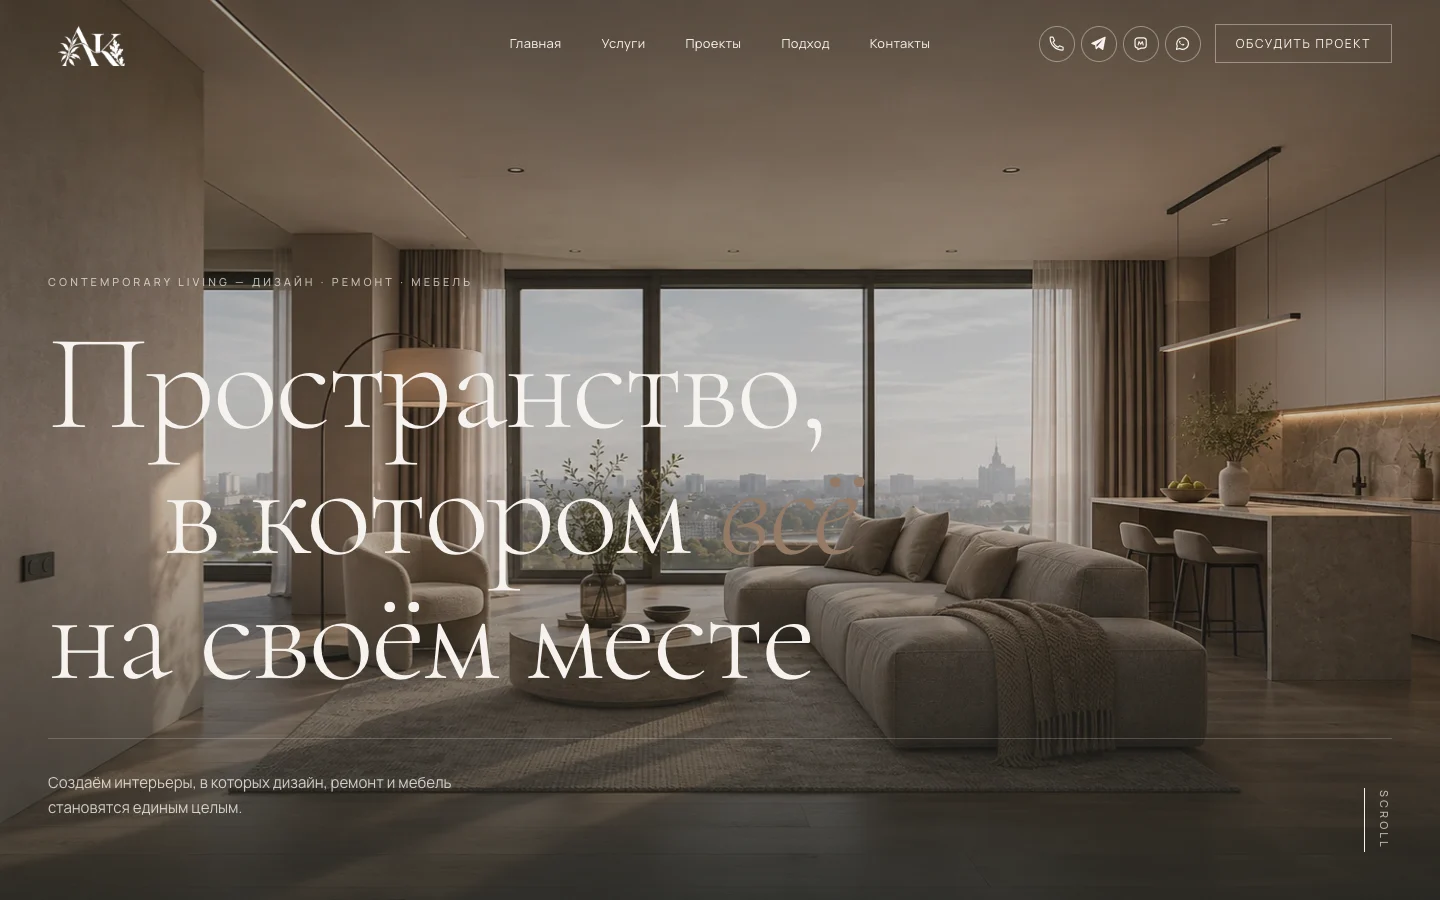 АК
Главная
Услуги
Проекты
Подход
Контакты
ОБСУДИТЬ ПРОЕКТ
CONTEMPORARY LIVING — ДИЗАЙН · РЕМОНТ · МЕБЕЛЬ
Пространство,
в котором всё
на своём месте
Создаём интерьеры, в которых дизайн, ремонт и мебель
становятся единым целым.
SCROLL